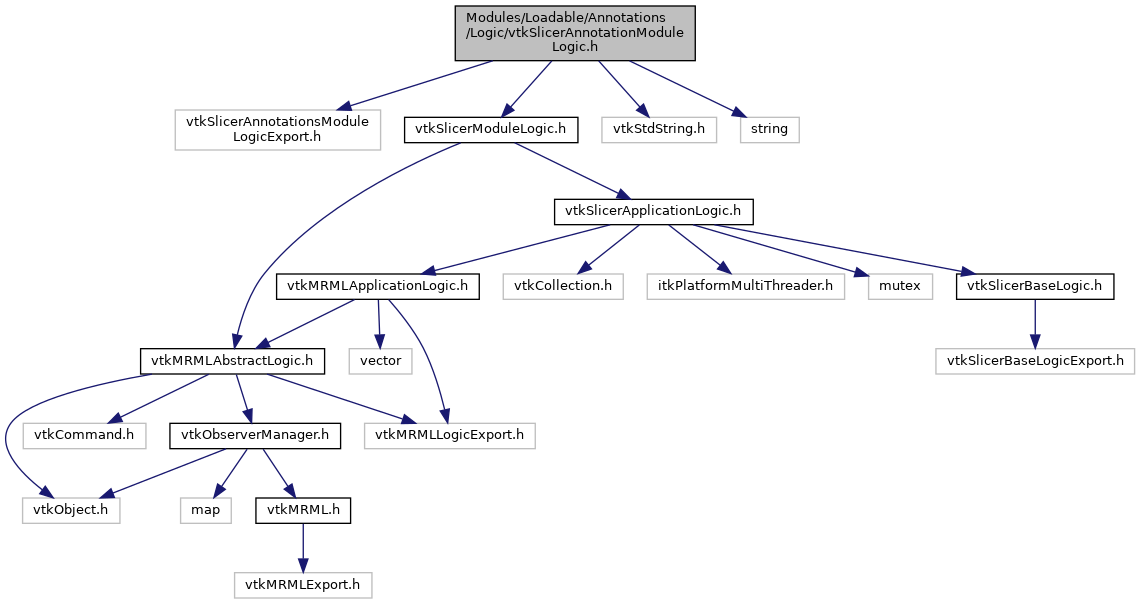 Modules/Loadable/Annotations
/Logic/vtkSlicerAnnotationModule
Logic.h
vtkSlicerAnnotationsModule
LogicExport.h
vtkSlicerModuleLogic.h
vtkStdString.h
string
vtkSlicerApplicationLogic.h
vtkMRMLApplicationLogic.h
vtkCollection.h
itkPlatformMultiThreader.h
mutex
vtkSlicerBaseLogic.h
vtkMRMLAbstractLogic.h
vector
vtkSlicerBaseLogicExport.h
vtkCommand.h
vtkObserverManager.h
vtkMRMLLogicExport.h
vtkObject.h
map
vtkMRML.h
vtkMRMLExport.h